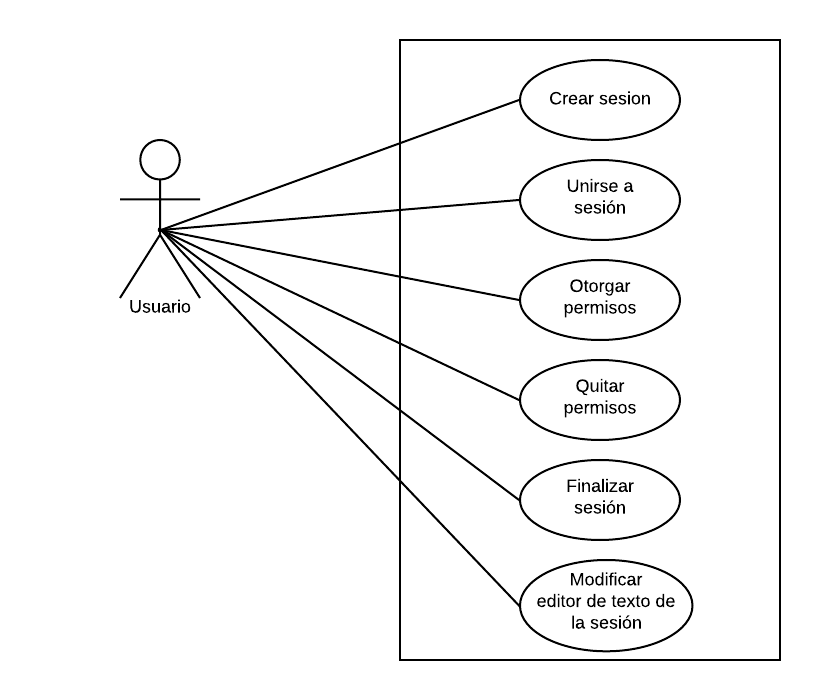 Crear sesion
Unirse a
sesión
Otorgar
permisos
Usuario
Quitar
permisos
Finalizar
sesión
Modificar
editor de texto de
la sesión